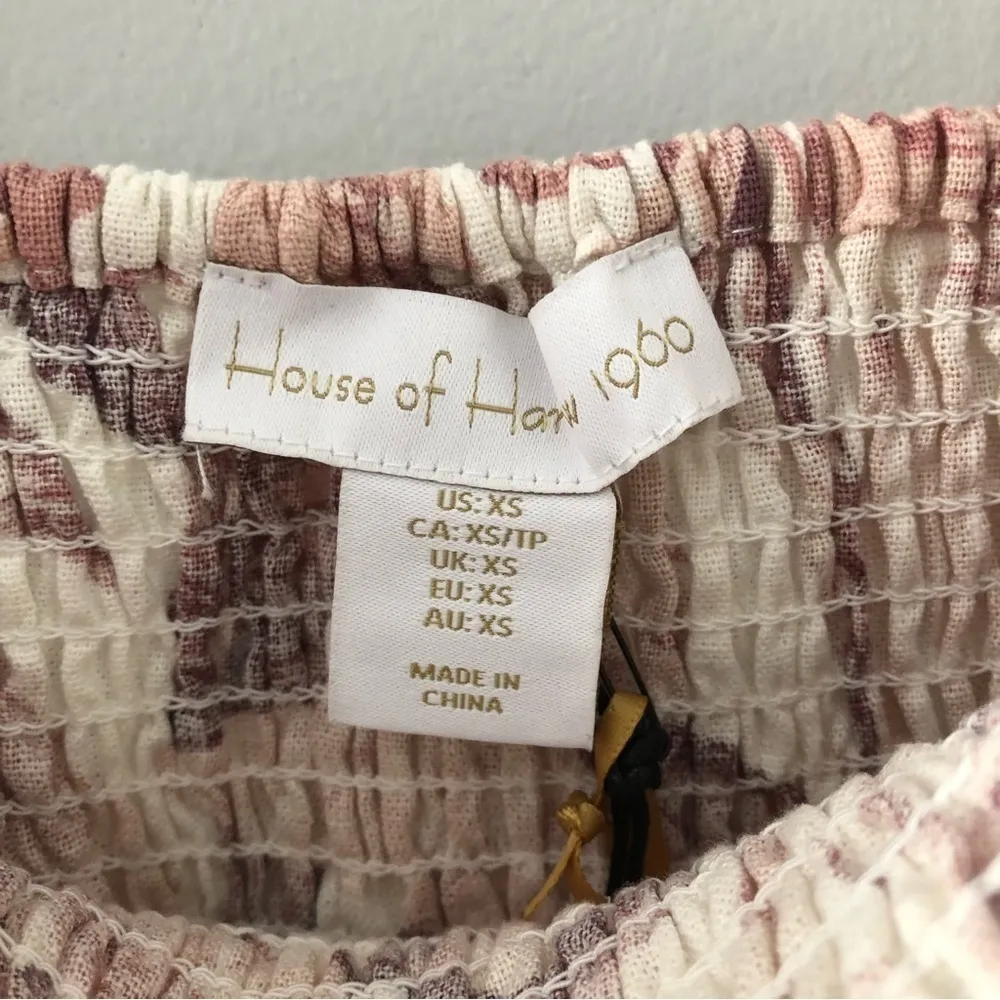 House of Harlow 1960
US: XS
CA: XS/TP
UK: XS
EU: XS
AU: XS
MADE IN
CHINA